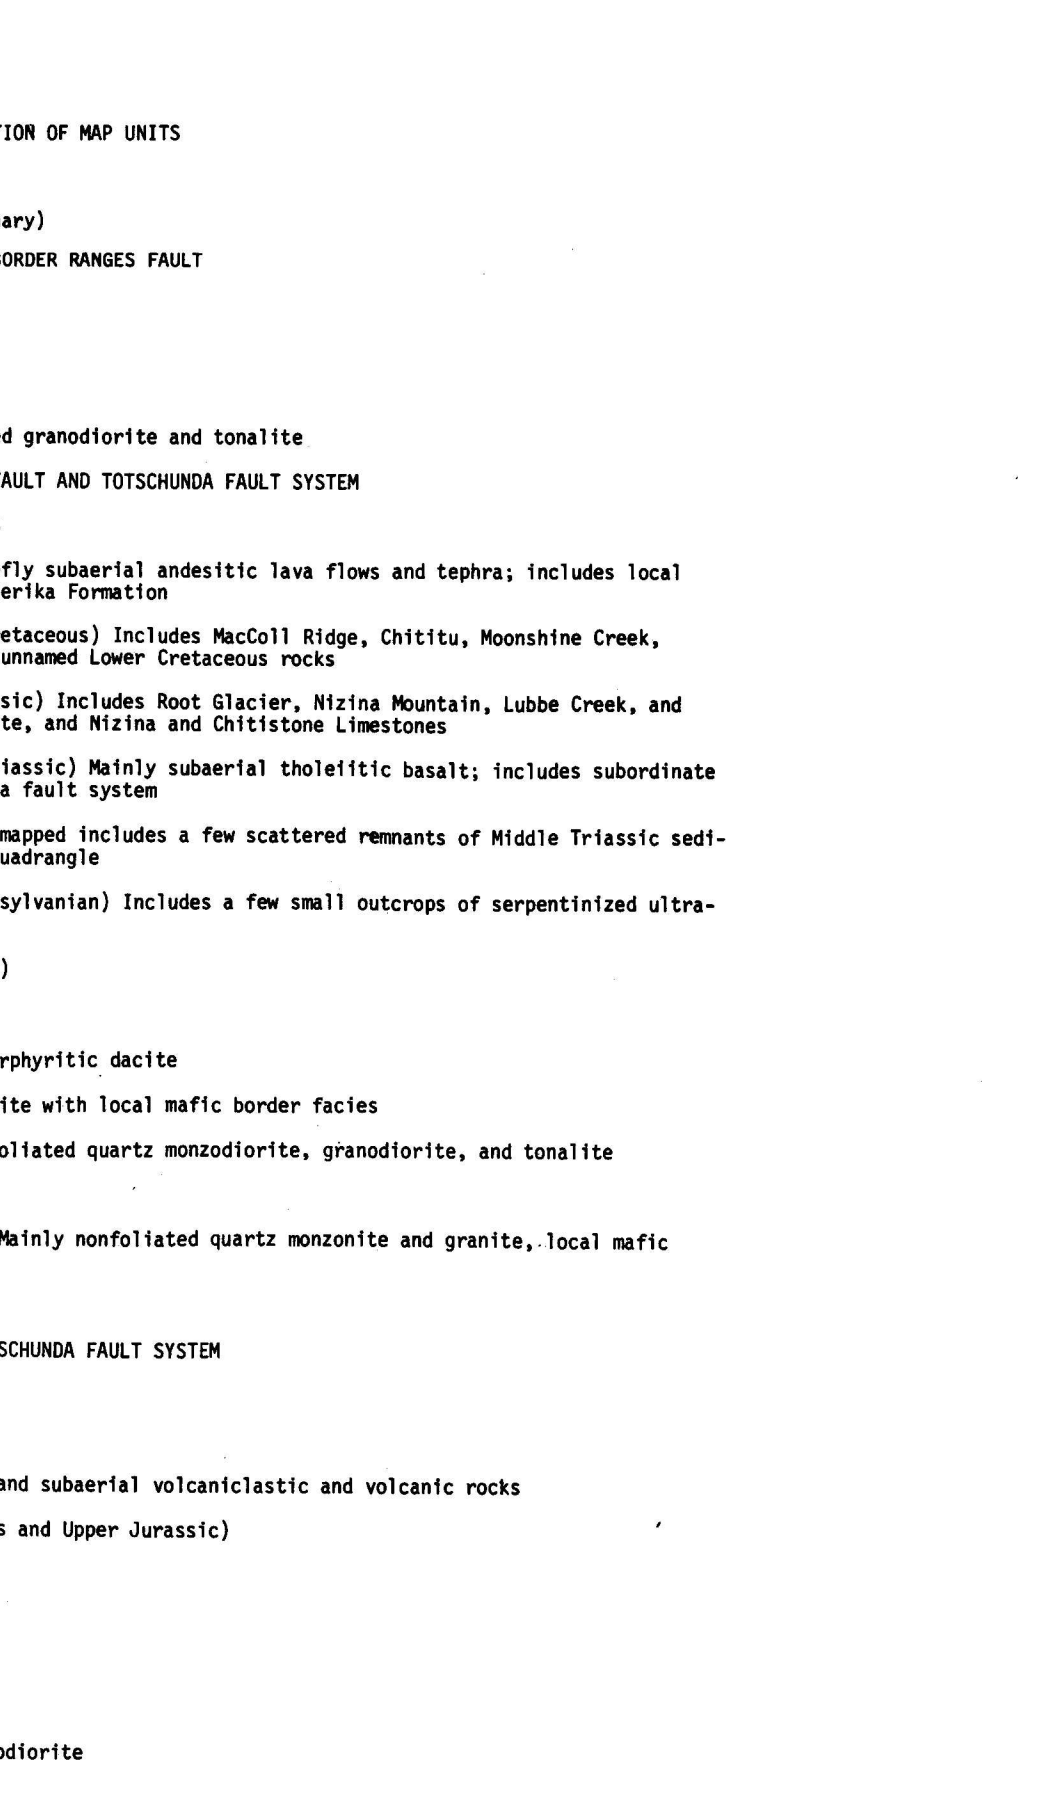 TION OF MAP UNITS
ary)
BORDER RANGES FAULT
d granodiorite and tonalite
FAULT AND TOTSCHUNDA FAULT SYSTEM
fly subaerial andesitic lava flows and tephra; includes local
erika Formation
etaceous) Includes MacColl Ridge, Chititu, Moonshine Creek,
unnamed Lower Cretaceous rocks
sic) Includes Root Glacier, Nizina Mountain, Lubbe Creek, and
te, and Nizina and Chitistone Limestones
iassic) Mainly subaerial tholeiitic basalt; includes subordinate
a fault system
mapped includes a few scattered remnants of Middle Triassic sedi-
uadrangle
sylvanian) Includes a few small outcrops of serpentinized ultra-
)
rphyritic dacite
ite with local mafic border facies
oliated quartz monzodiorite, granodiorite, and tonalite
Mainly nonfoliated quartz monzonite and granite, local mafic
SCHUNDA FAULT SYSTEM
and subaerial volcaniclastic and volcanic rocks
s and Upper Jurassic)
odiorite